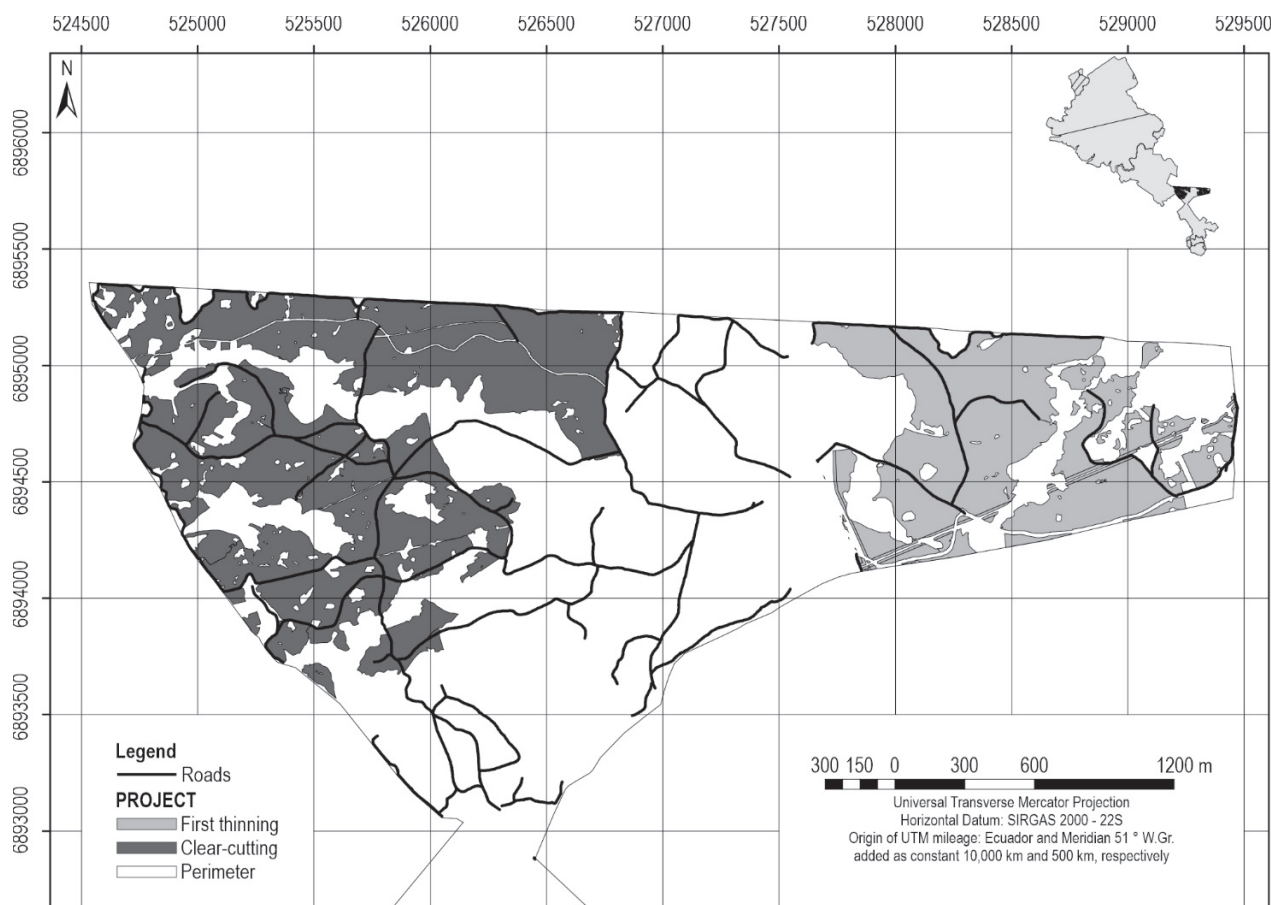 524500 525000 525500 526000 526500 527000 527500 528000 528500 529000 529500
N
6896000
6895500
6895000
6894500
6894000
6893500
6893000
Legend
Roads
PROJECT
First thinning
Clear-cutting
Perimeter
300 150 0 300 600 1200 m
Universal Transverse Mercator Projection
Horizontal Datum: SIRGAS 2000 - 22S
Origin of UTM mileage: Ecuador and Meridian 51 ° W.Gr.
added as constant 10,000 km and 500 km, respectively